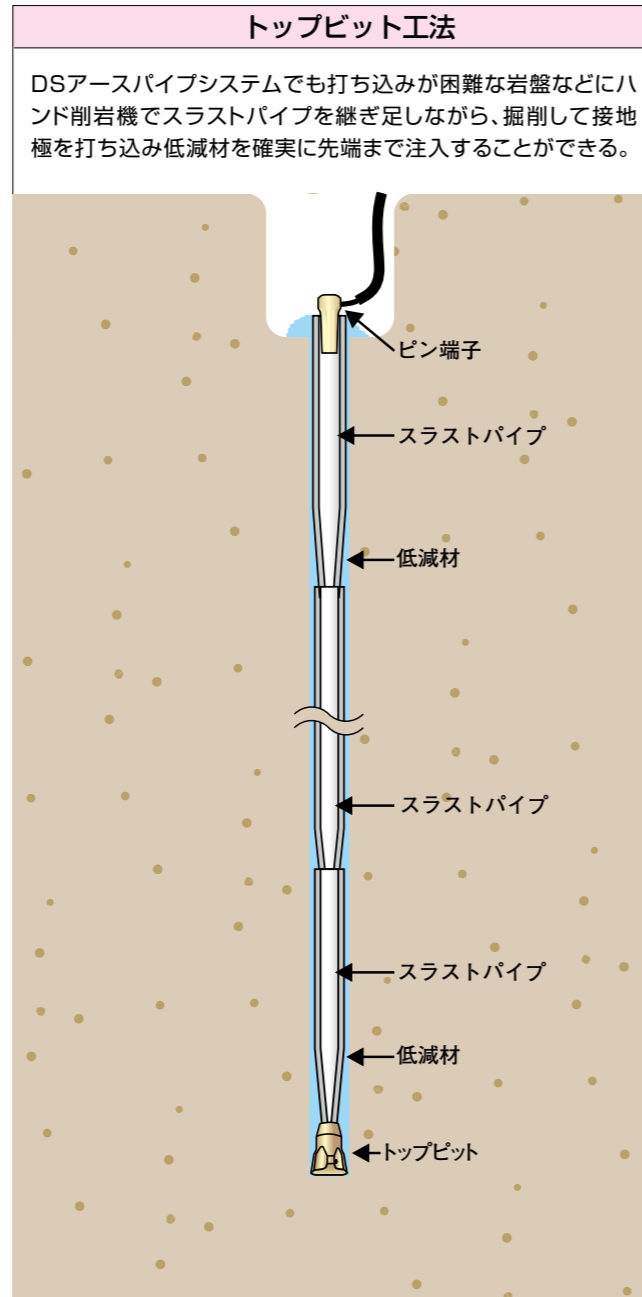 トップビット工法
DSアースパイプシステムでも打ち込みが困難な岩盤などにハ
ンド削岩機でスラストパイプを継ぎ足しながら、掘削して接地
極を打ち込み低減材を確実に先端まで注入することができる。
ピン端子
スラストパイプ
低減材
スラストパイプ
スラストパイプ
低減材
トップビット